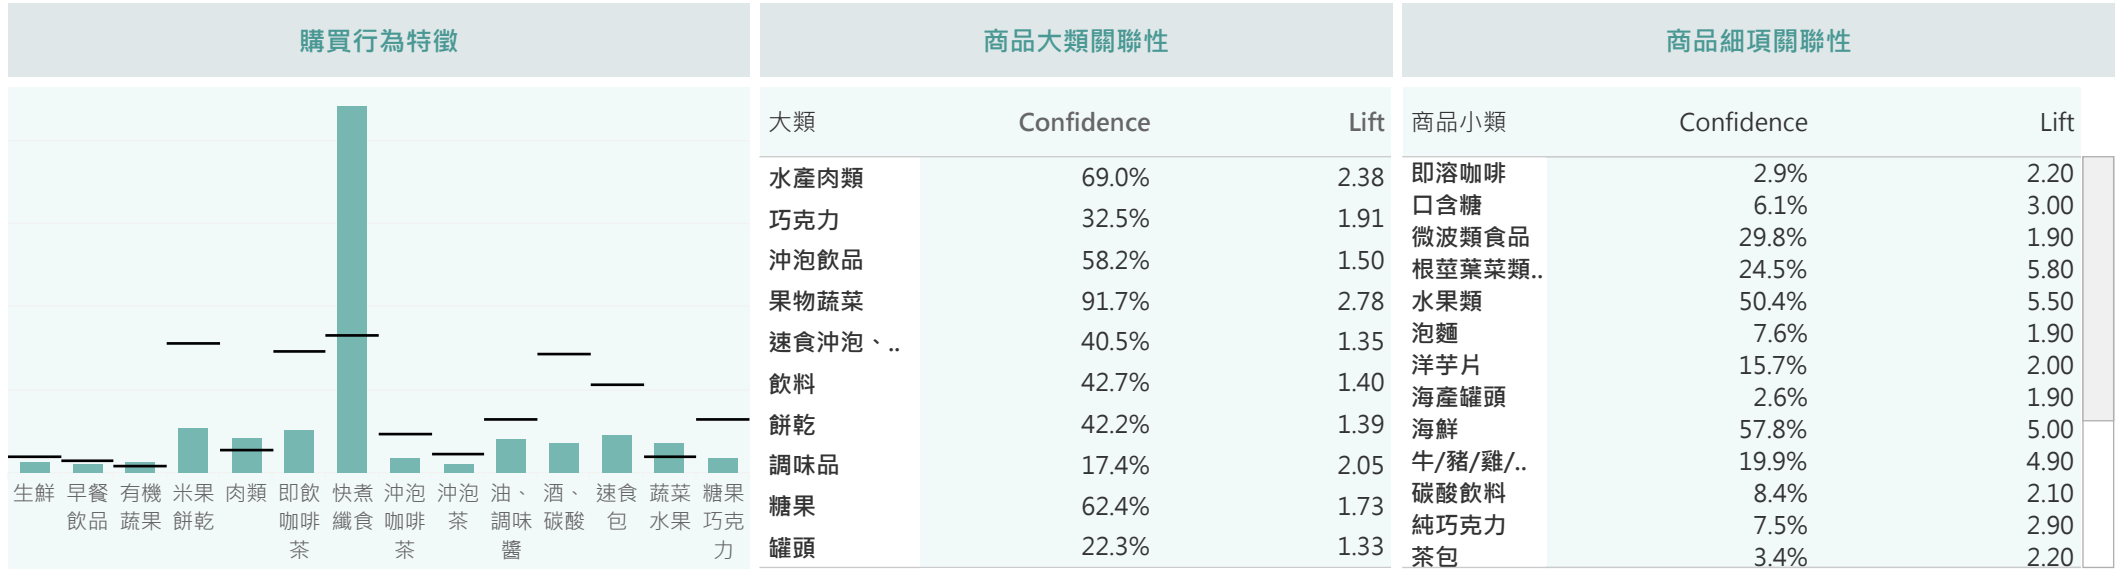 購買行為特徵
生鮮
早餐
飲品
有機
蔬果
米果
餅乾
肉類
即飲
咖啡
茶
快煮
纖食
沖泡
咖啡
茶
沖泡
茶
油、
調味
醬
酒、
碳酸
速食
包
蔬菜
水果
糖果
巧克
力
商品大類關聯性
大類 Confidence Lift
水產肉類 69.0% 2.38
巧克力 32.5% 1.91
沖泡飲品 58.2% 1.50
果物蔬菜 91.7% 2.78
速食沖泡、.. 40.5% 1.35
飲料 42.7% 1.40
餅乾 42.2% 1.39
調味品 17.4% 2.05
糖果 62.4% 1.73
罐頭 22.3% 1.33
商品細項關聯性
商品小類 Confidence Lift
即溶咖啡 2.9% 2.20
口含糖 6.1% 3.00
微波類食品 29.8% 1.90
根莖葉菜類.. 24.5% 5.80
水果類 50.4% 5.50
泡麵 7.6% 1.90
洋芋片 15.7% 2.00
海產罐頭 2.6% 1.90
海鮮 57.8% 5.00
牛/豬/雞/.. 19.9% 4.90
碳酸飲料 8.4% 2.10
純巧克力 7.5% 2.90
茶包 3.4% 2.20